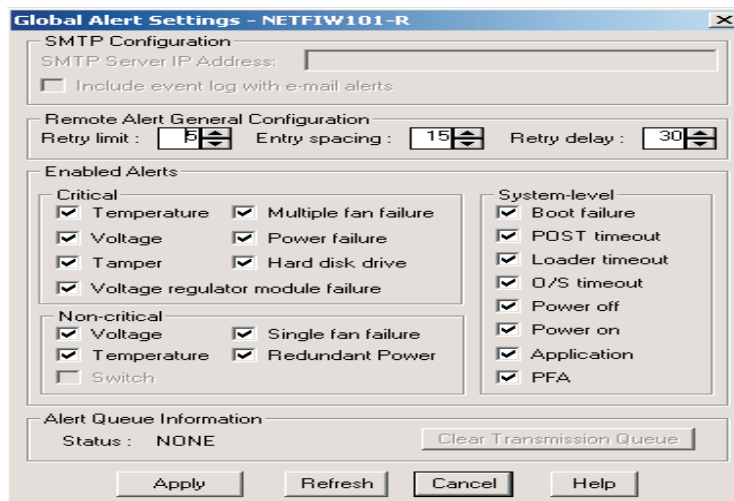 Global Alert Settings - NETFIW101-R
SMTP Configuration
SMTP Server IP Address:
Include event log with e-mail alerts
Remote Alert General Configuration
Retry limit : 5 Entry spacing : 15 Retry delay : 30
Enabled Alerts
Critical
Temperature Multiple fan failure
Voltage Power failure
Tamper Hard disk drive
Voltage regulator module failure
Non-critical
Voltage Single fan failure
Temperature Redundant Power
Switch
System-level
Boot failure
POST timeout
Loader timeout
O/S timeout
Power off
Power on
Application
PFA
Alert Queue Information
Status : NONE Clear Transmission Queue
Apply Refresh Cancel Help